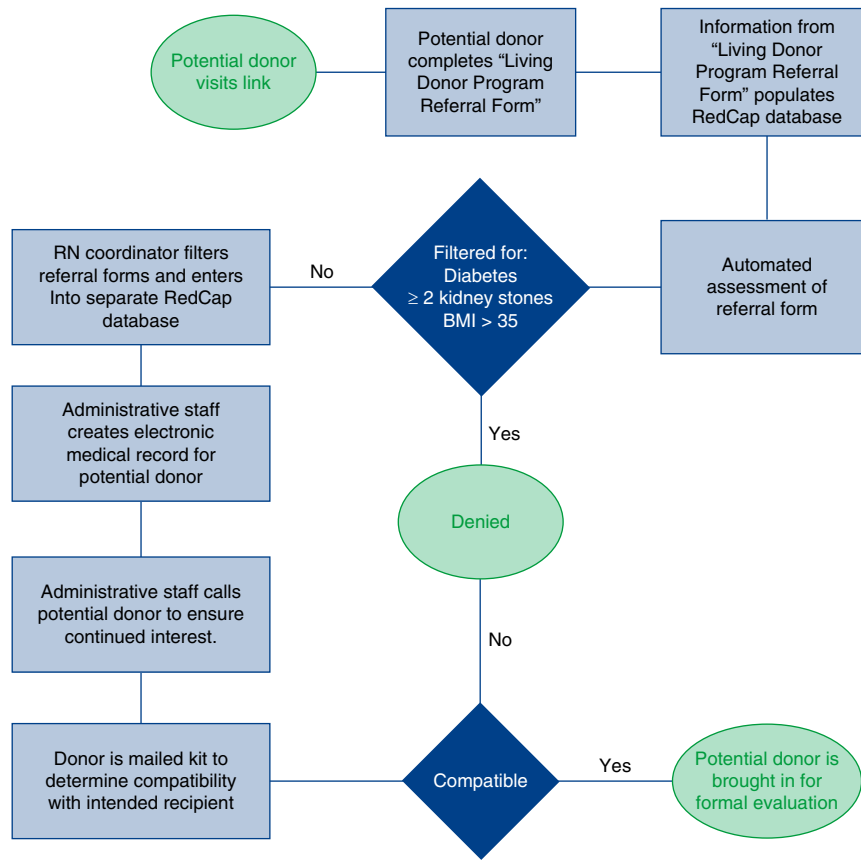 Potential donor
visits link
Potential donor
completes “Living
Donor Program
Referral Form”
Information from
“Living Donor
Program Referral
Form” populates
RedCap database
Automated
assessment of
referral form
Filtered for:
Diabetes
≥ 2 kidney stones
BMI > 35
No
RN coordinator filters
referral forms and enters
Into separate RedCap
database
Yes
Denied
Administrative staff
creates electronic
medical record for
potential donor
Administrative staff calls
potential donor to ensure
continued interest.
Donor is mailed kit to
determine compatibility
with intended recipient
No
Compatible
Yes
Potential donor is
brought in for
formal evaluation